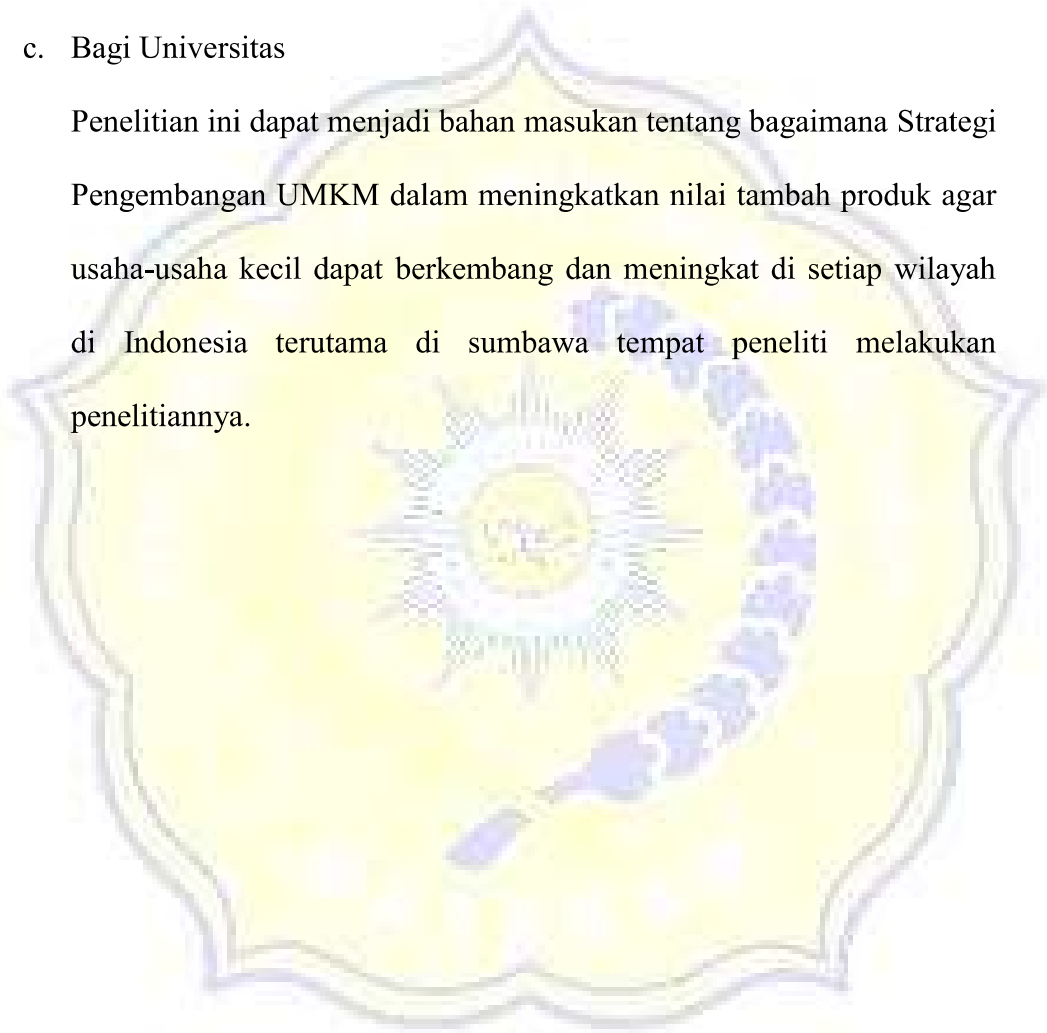 c. Bagi Universitas
Penelitian ini dapat menjadi bahan masukan tentang bagaimana Strategi
Pengembangan UMKM dalam meningkatkan nilai tambah produk agar
usaha-usaha kecil dapat berkembang dan meningkat di setiap wilayah
di Indonesia terutama di sumbawa tempat peneliti melakukan
penelitiannya.